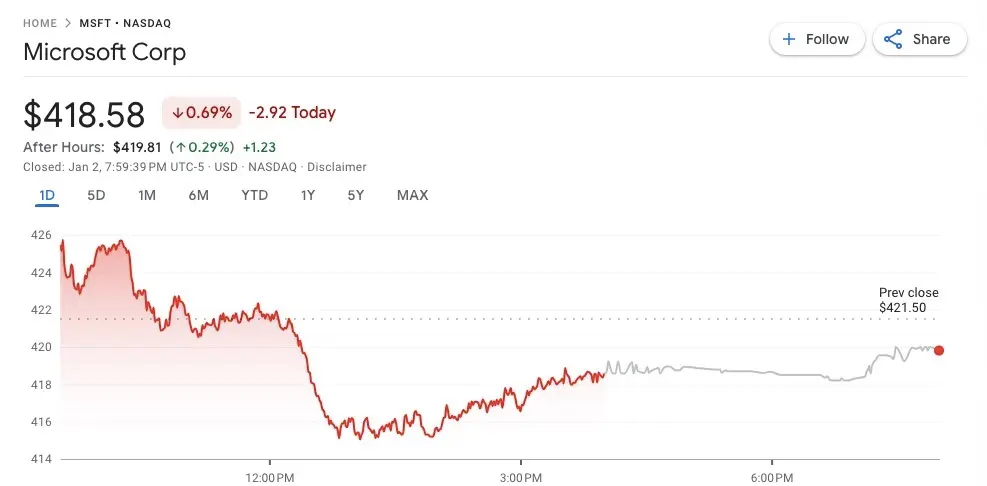 HOME > MSFT • NASDAQ
Microsoft Corp
+ Follow
Share
$418.58 ↓0.69% -2.92 Today
After Hours: $419.81 (↑0.29%) +1.23
Closed: Jan 2, 7:59:39 PM UTC-5 · USD · NASDAQ · Disclaimer
1D 5D 1M 6M YTD 1Y 5Y MAX
426
424
422
420
418
416
414
Prev close
$421.50
12:00 PM 3:00 PM 6:00 PM